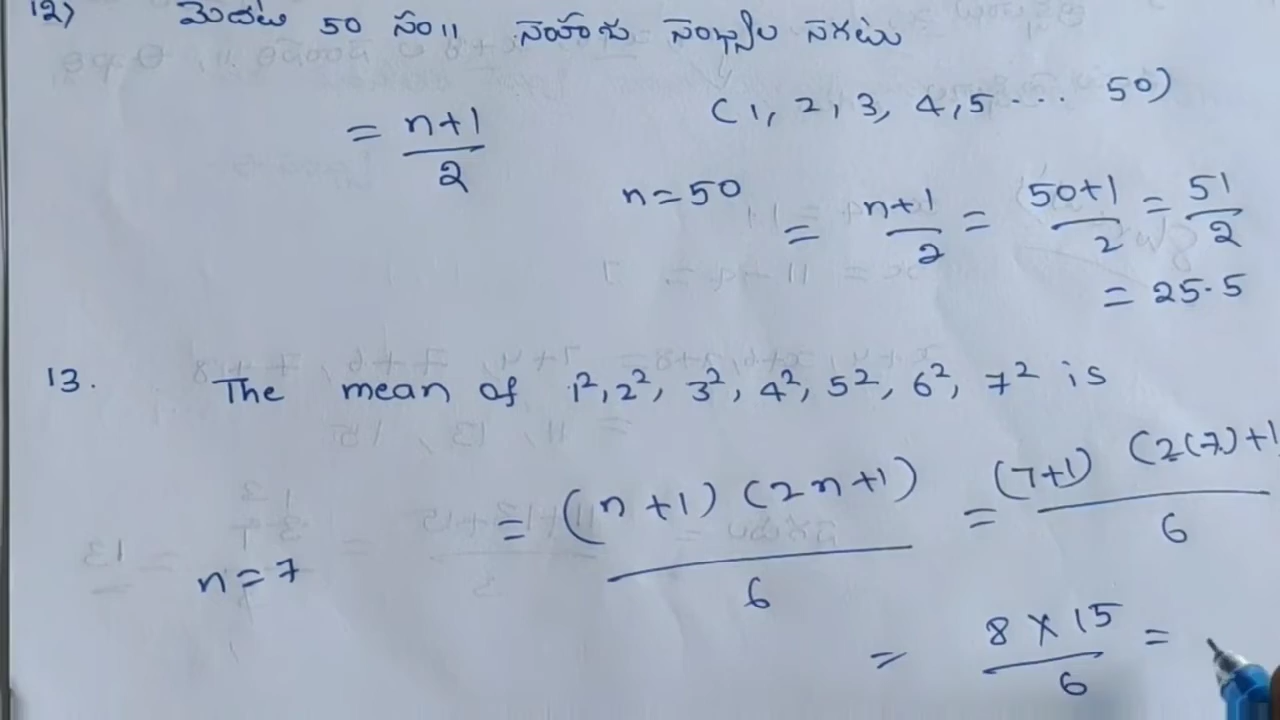 12) మొదటి 50 సం॥ సహజ సంఖ్యల సగటు
(1, 2, 3, 4, 5 ... 50)
= n+1/2
n=50 = n+1/2 = 50+1/2 = 51/2
= 25.5
13. The mean of 1², 2², 3², 4², 5², 6², 7² is
= (n+1) (2n+1)/6 = (7+1) (2(7)+1/6
n=7
= 8 × 15/6 =